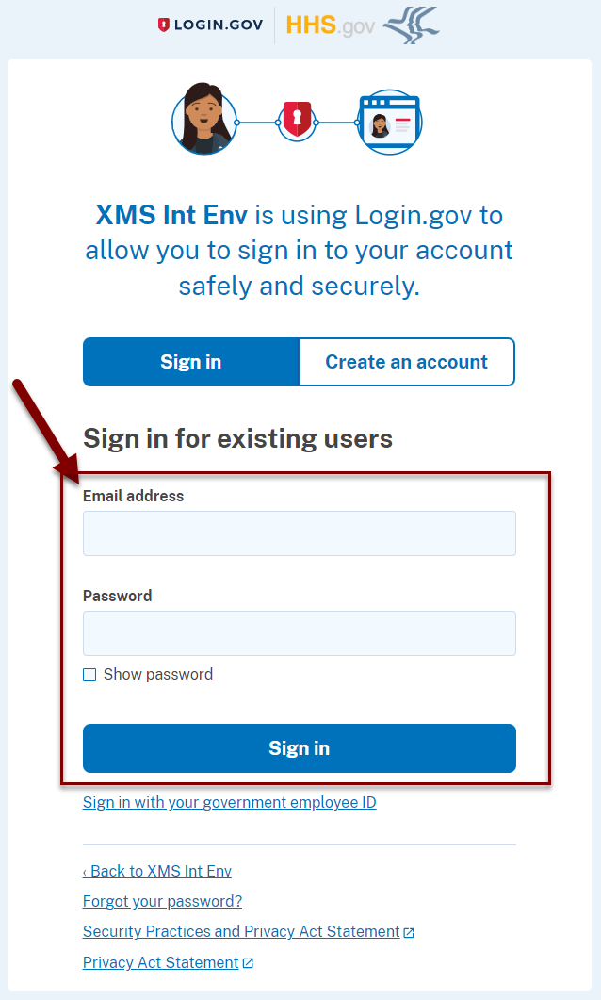 LOGIN.GOV HHS.gov
XMS Int Env is using Login.gov to
allow you to sign in to your account
safely and securely.
Sign in Create an account
Sign in for existing users
Email address
Password
Show password
Sign in
Sign in with your government employee ID
‹ Back to XMS Int Env
Forgot your password?
Security Practices and Privacy Act Statement
Privacy Act Statement